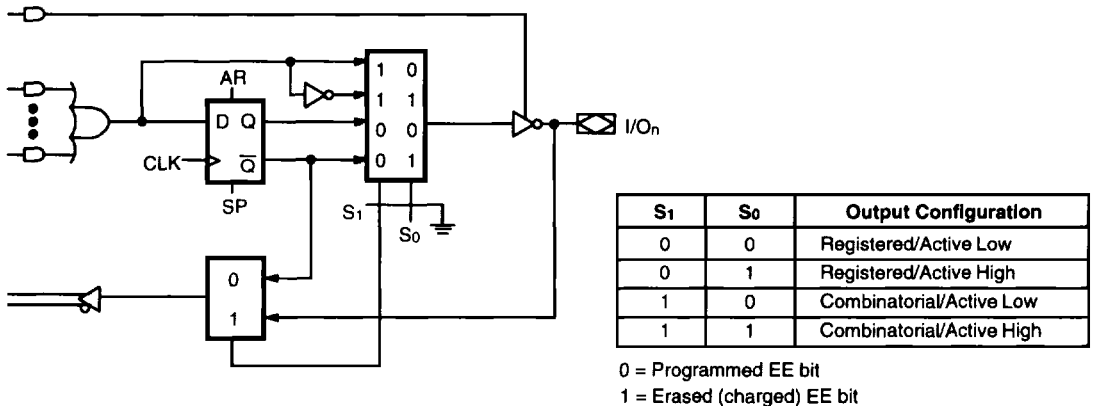 AR
D Q
CLK
Q
SP
1 0
1 1
0 0
0 1
I/On
S1
S0
0
1
S1 S0 Output Configuration
0 0 Registered/Active Low
0 1 Registered/Active High
1 0 Combinatorial/Active Low
1 1 Combinatorial/Active High
0 = Programmed EE bit
1 = Erased (charged) EE bit